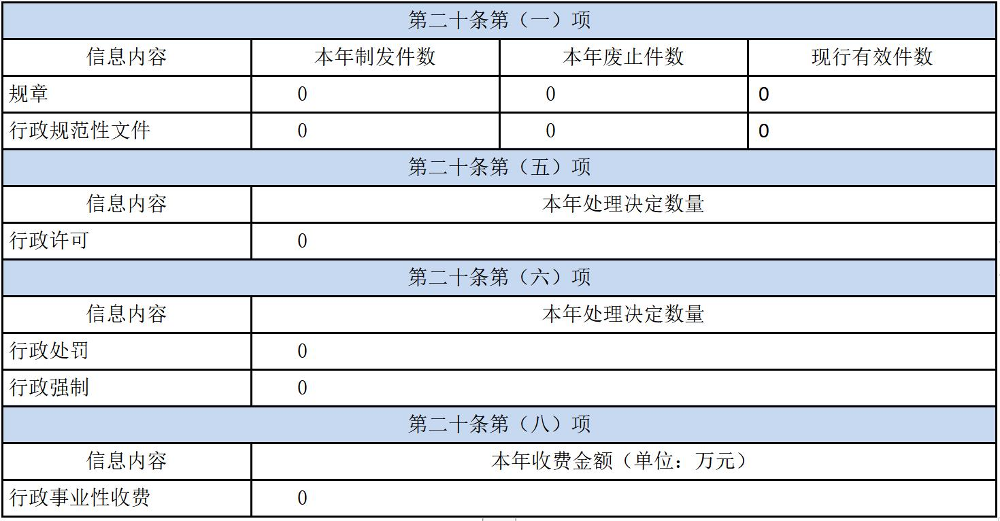 第二十条第（一）项
信息内容 本年制发件数 本年废止件数 现行有效件数
规章 0 0 0
行政规范性文件 0 0 0
第二十条第（五）项
信息内容 本年处理决定数量
行政许可 0
第二十条第（六）项
信息内容 本年处理决定数量
行政处罚 0
行政强制 0
第二十条第（八）项
信息内容 本年收费金额（单位：万元）
行政事业性收费 0